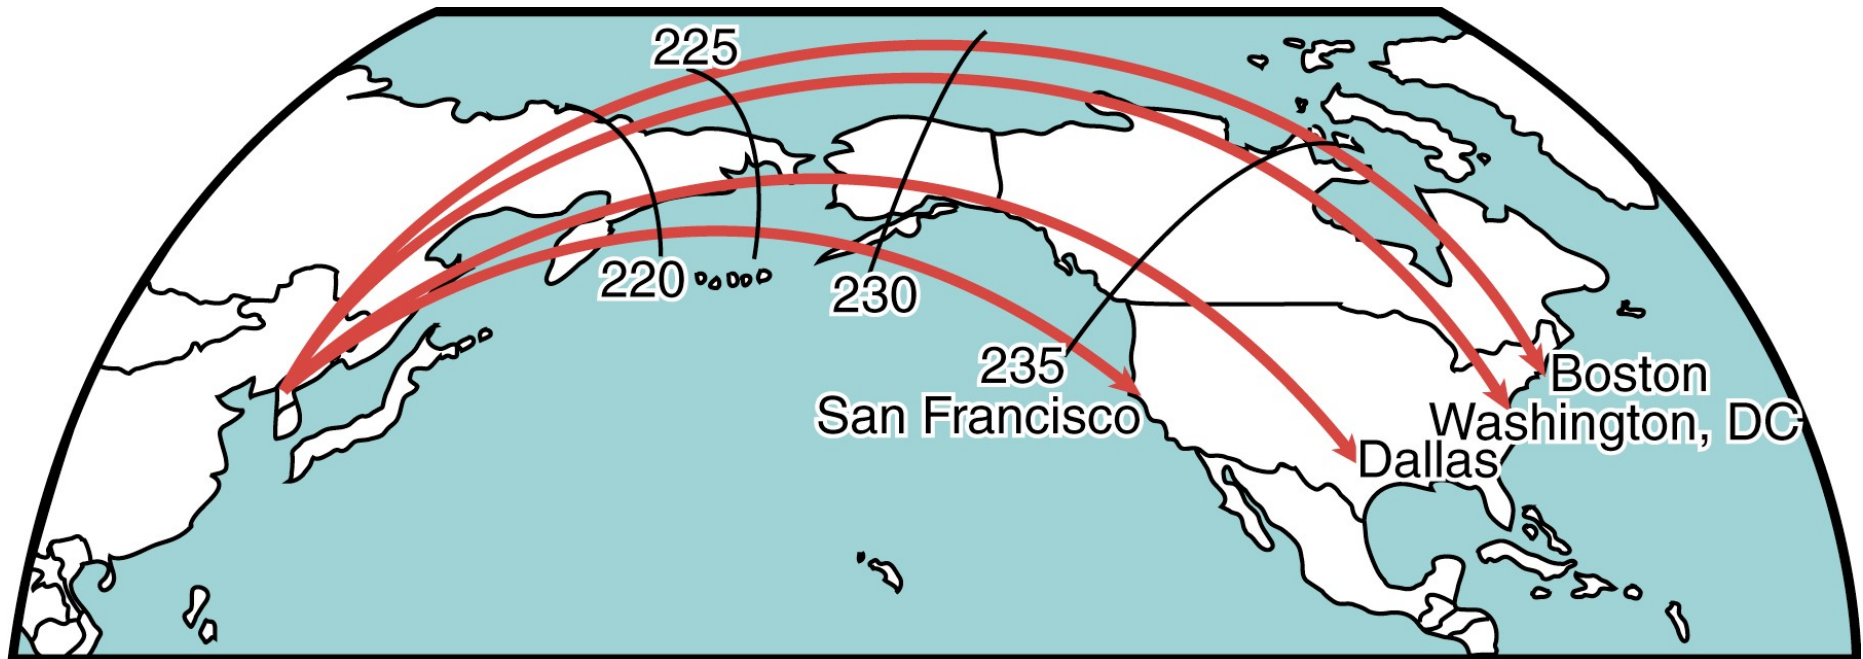 225
220
230
235
San Francisco
Boston
Washington, DC
Dallas